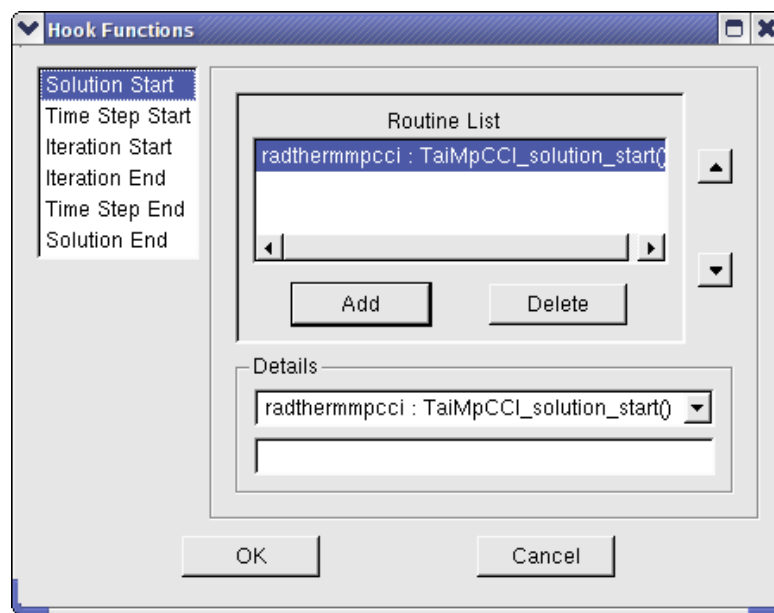 Hook Functions
Solution Start
Time Step Start
Iteration Start
Iteration End
Time Step End
Solution End
Routine List
radthermmpcci : TaiMpCCI_solution_start()
Add
Delete
Details
radthermmpcci : TaiMpCCI_solution_start()
OK
Cancel